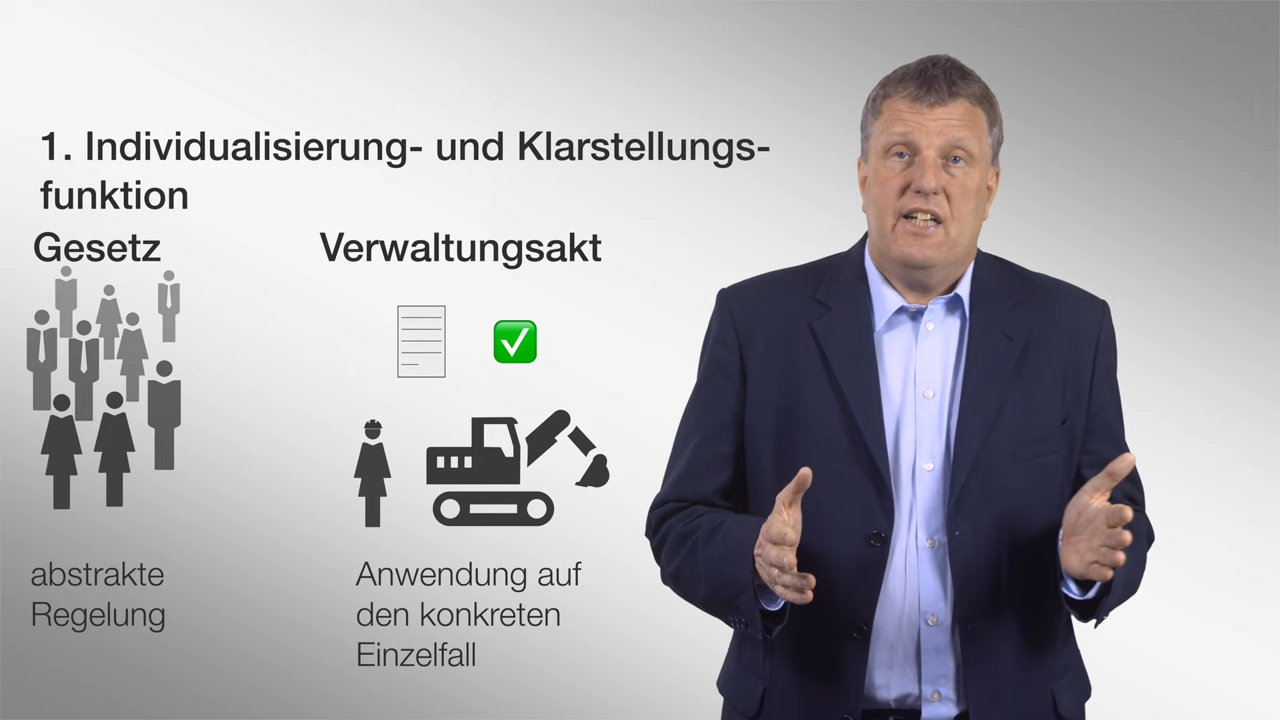 1. Individualisierung- und Klarstellungs-
funktion
Gesetz
Verwaltungsakt
abstrakte
Regelung
Anwendung auf
den konkreten
Einzelfall